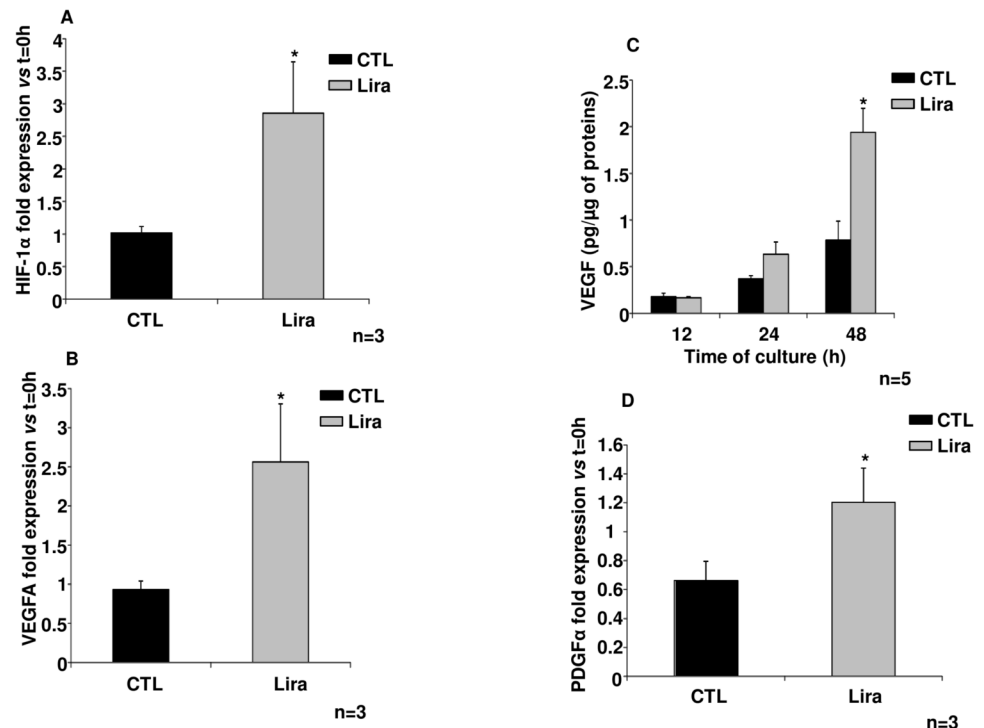 A
HIF-1α fold expression vs t=0h
4
3.5
3
2.5
2
1.5
1
0.5
0
*
CTL
Lira
CTL Lira
n=3
B
VEGFA fold expression vs t=0h
3.5
3
2.5
2
1.5
1
0.5
0
*
CTL
Lira
CTL Lira
n=3
C
VEGF (pg/µg of proteins)
2.5
2
1.5
1
0.5
0
*
CTL
Lira
12 24 48
Time of culture (h)
n=5
D
PDGFα fold expression vs t=0h
1.6
1.4
1.2
1
0.8
0.6
0.4
0.2
0
*
CTL
Lira
CTL Lira
n=3